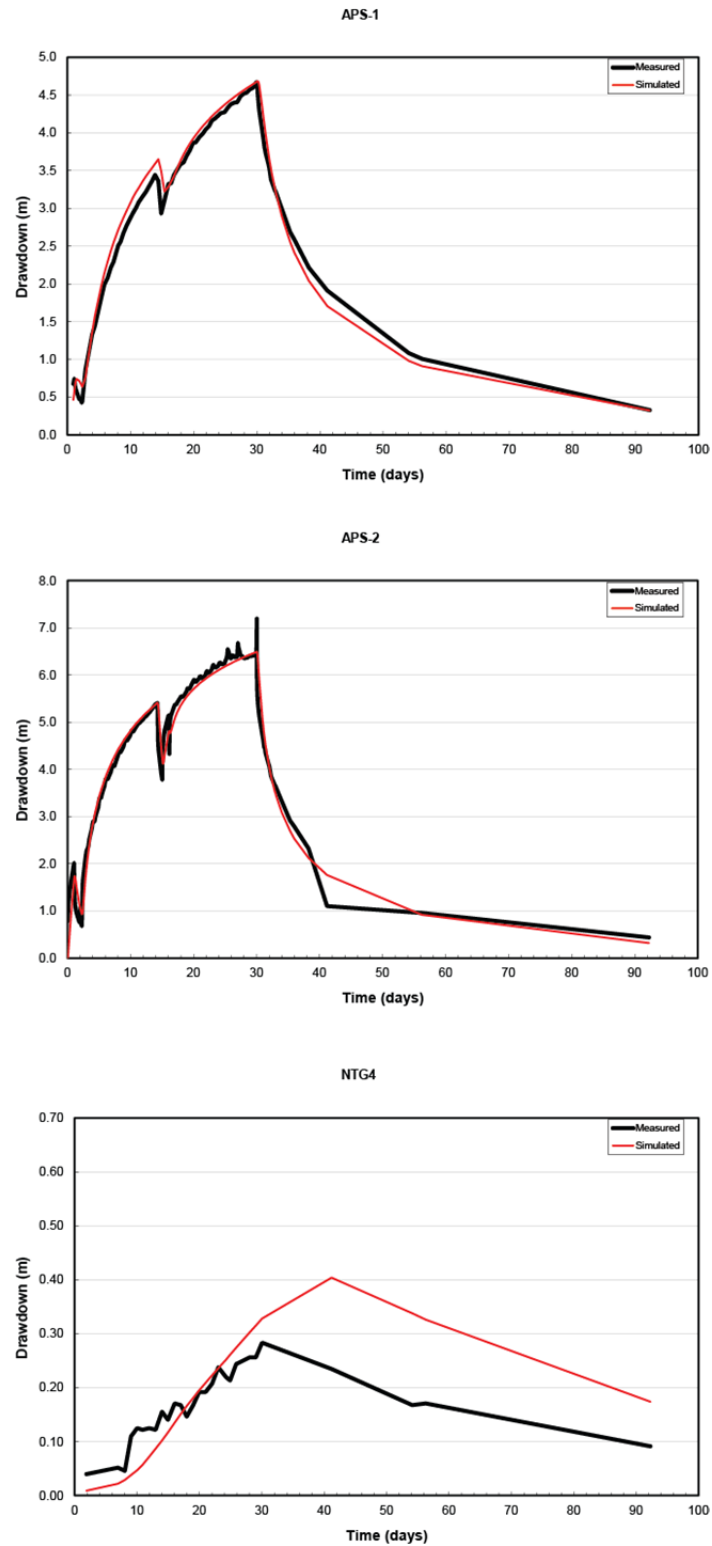 APS-1
5.0
4.5
4.0
3.5
3.0
2.5
2.0
1.5
1.0
0.5
0.0
Drawdown (m)
Measured
Simulated
0 10 20 30 40 50 60 70 80 90 100
Time (days)
APS-2
8.0
7.0
6.0
5.0
4.0
3.0
2.0
1.0
0.0
Drawdown (m)
Measured
Simulated
0 10 20 30 40 50 60 70 80 90 100
Time (days)
NTG4
0.70
0.60
0.50
0.40
0.30
0.20
0.10
0.00
Drawdown (m)
Measured
Simulated
0 10 20 30 40 50 60 70 80 90 100
Time (days)